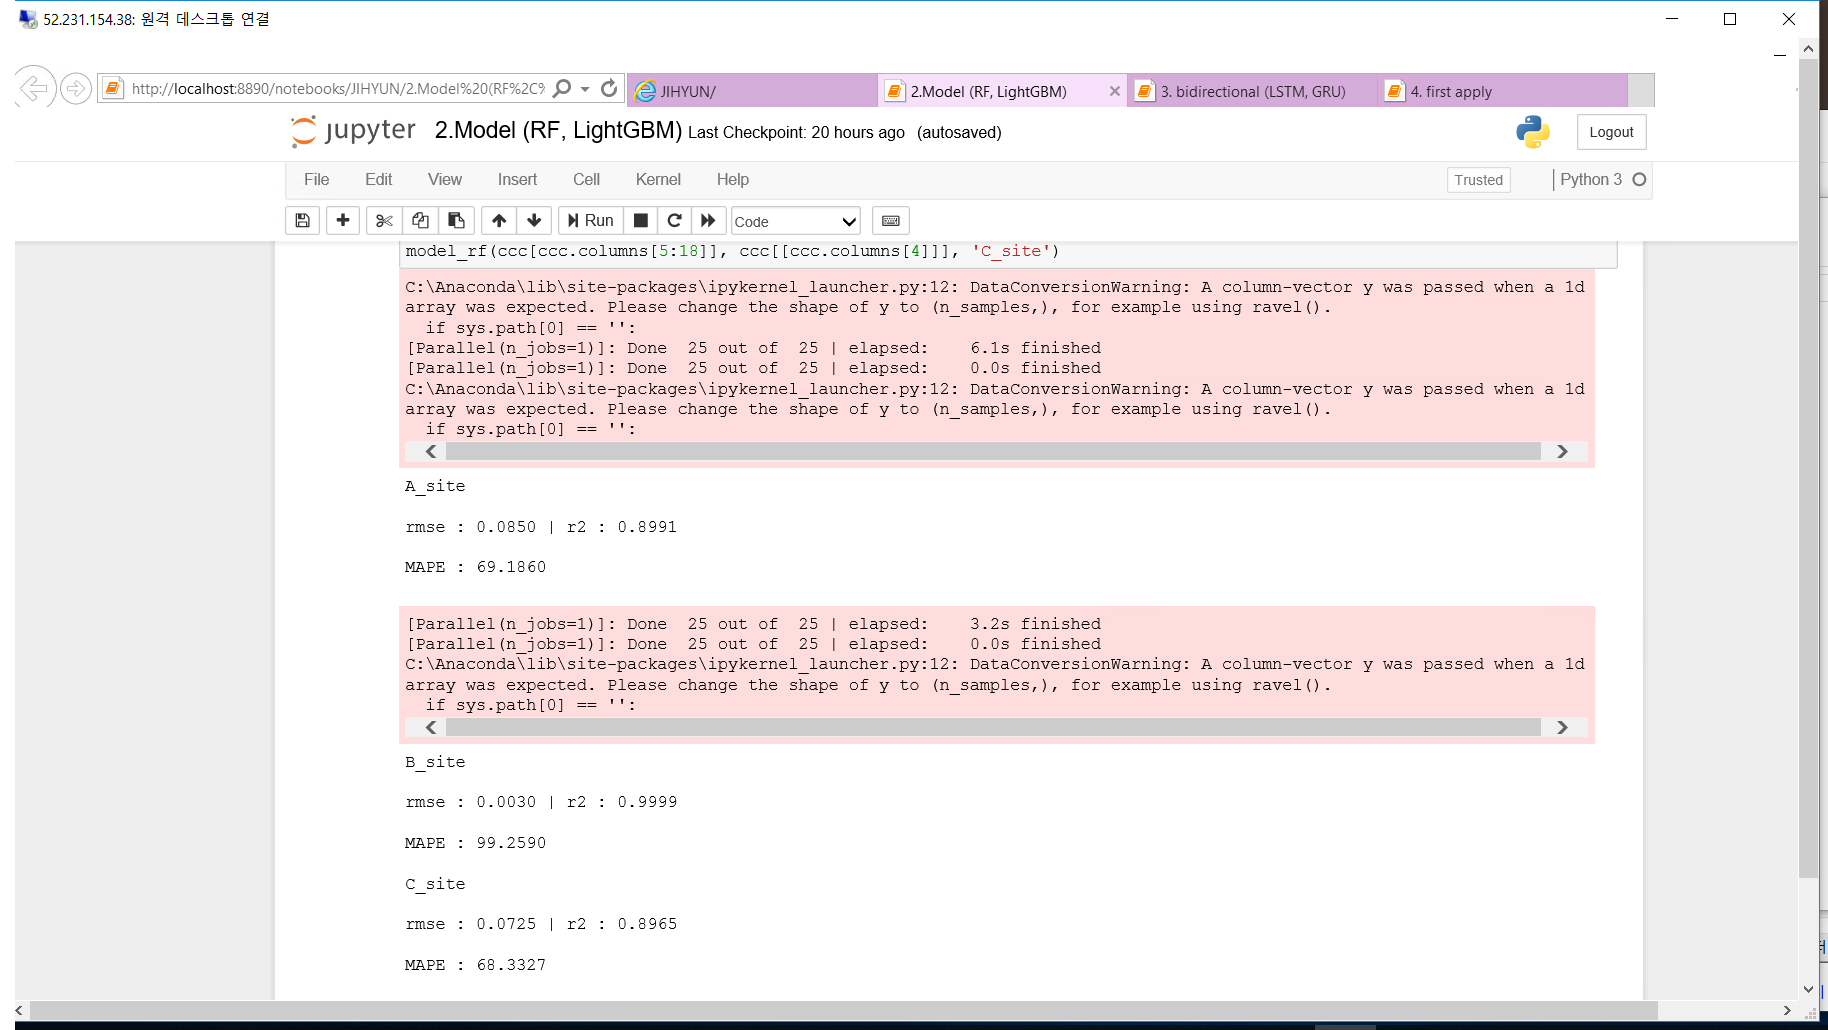 52.231.154.38: 원격 데스크톱 연결
http://localhost:8890/notebooks/JIHYUN/2.Model%20(RF%2C%
JIHYUN/
2.Model (RF, LightGBM)
3. bidirectional (LSTM, GRU)
4. first apply
jupyter 2.Model (RF, LightGBM) Last Checkpoint: 20 hours ago (autosaved)
Logout
File Edit View Insert Cell Kernel Help
Trusted
Python 3
Run
Code
model_rf(ccc[ccc.columns[5:18]], ccc[[ccc.columns[4]]], 'C_site')
C:\Anaconda\lib\site-packages\ipykernel_launcher.py:12: DataConversionWarning: A column-vector y was passed when a 1d
array was expected. Please change the shape of y to (n_samples,), for example using ravel().
if sys.path[0] == '':
[Parallel(n_jobs=1)]: Done 25 out of 25 | elapsed: 6.1s finished
[Parallel(n_jobs=1)]: Done 25 out of 25 | elapsed: 0.0s finished
C:\Anaconda\lib\site-packages\ipykernel_launcher.py:12: DataConversionWarning: A column-vector y was passed when a 1d
array was expected. Please change the shape of y to (n_samples,), for example using ravel().
if sys.path[0] == '':
A_site
rmse : 0.0850 | r2 : 0.8991
MAPE : 69.1860
[Parallel(n_jobs=1)]: Done 25 out of 25 | elapsed: 3.2s finished
[Parallel(n_jobs=1)]: Done 25 out of 25 | elapsed: 0.0s finished
C:\Anaconda\lib\site-packages\ipykernel_launcher.py:12: DataConversionWarning: A column-vector y was passed when a 1d
array was expected. Please change the shape of y to (n_samples,), for example using ravel().
if sys.path[0] == '':
B_site
rmse : 0.0030 | r2 : 0.9999
MAPE : 99.2590
C_site
rmse : 0.0725 | r2 : 0.8965
MAPE : 68.3327